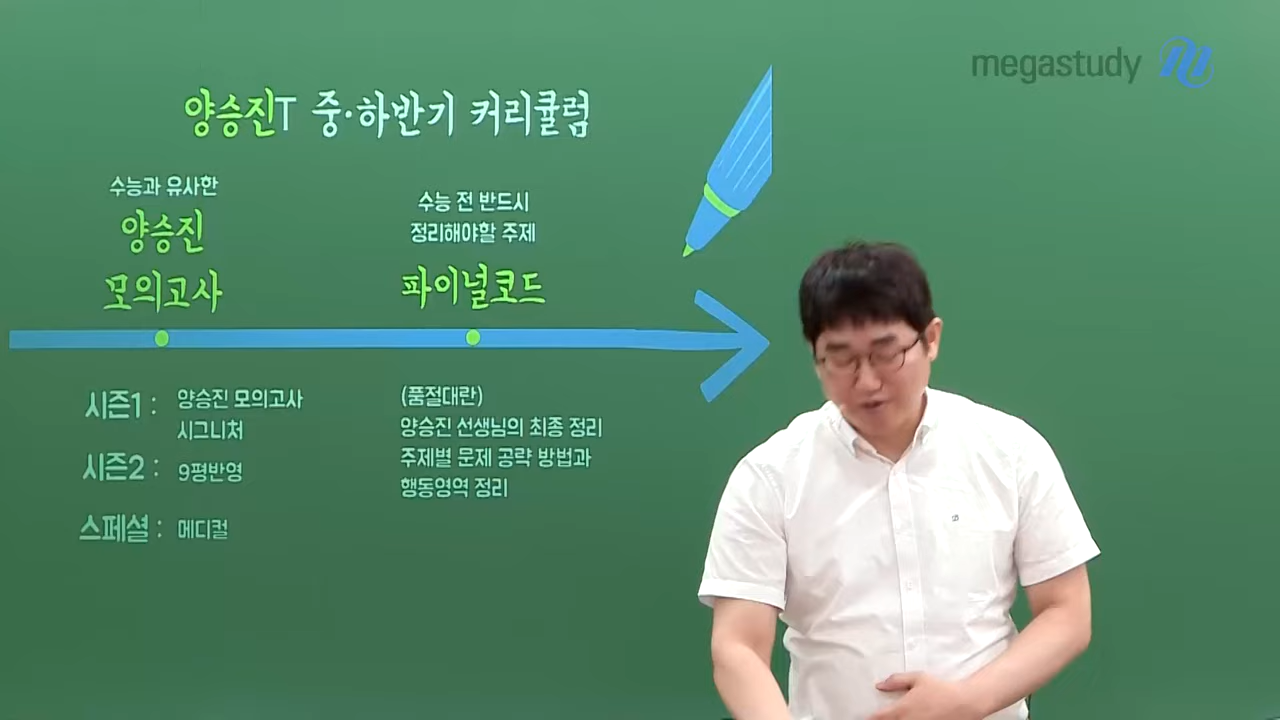 megastudy
양승진T 중·하반기 커리큘럼
수능과 유사한
양승진
모의고사
수능 전 반드시
정리해야할 주제
파이널코드
시즌1 : 양승진 모의고사
시그니처
시즌2 : 9평반영
스페셜 : 메디컬
(품절대란)
양승진 선생님의 최종 정리
주제별 문제 공략 방법과
행동영역 정리